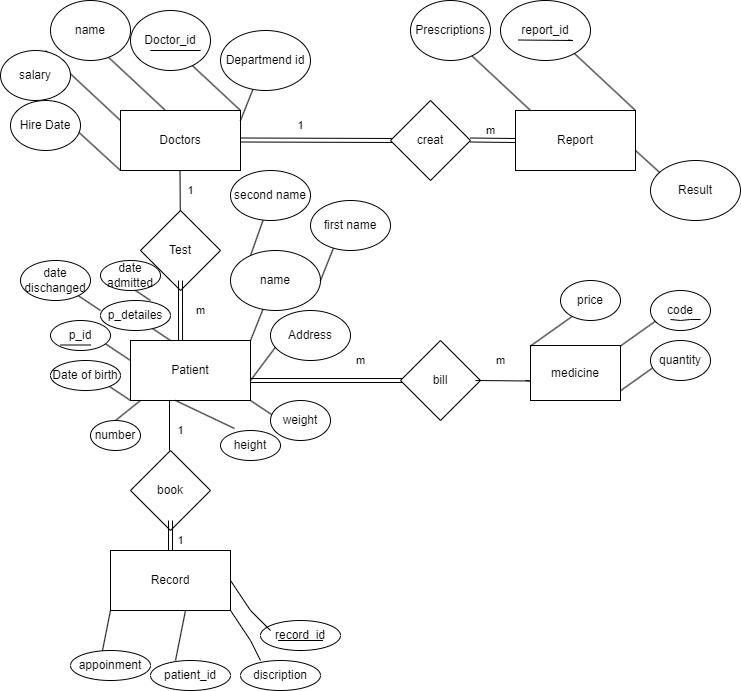 name
Doctor_id
Prescriptions
report_id
salary
Departmend id
Hire Date
Doctors
1
creat
m
Report
Result
1
second name
first name
Test
date
dischanged
date
admitted
name
p_detailes
m
price
code
p_id
Address
Patient
m
bill
m
medicine
quantity
Date of birth
number
1
height
weight
book
1
Record
record_id
appoinment
patient_id
discription